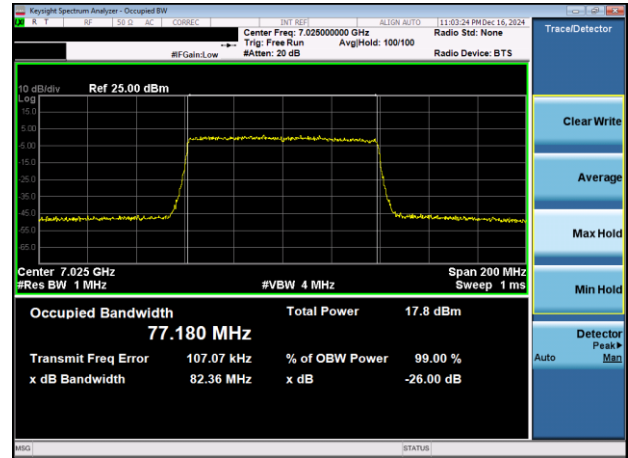 Keysight Spectrum Analyzer - Occupied BW
R T RF 50 Ω AC CORREC INT REF ALIGN AUTO 11:03:24 PM Dec 16, 2024
Center Freq: 7.025000000 GHz Radio Std: None
Trig: Free Run Avg|Hold: 100/100
#IFGain:Low #Atten: 20 dB Radio Device: BTS
Trace/Detector
10 dB/div Ref 25.00 dBm
Log
15.0
5.00
-5.00
-15.0
-25.0
-35.0
-45.0
-55.0
-65.0
Center 7.025 GHz Span 200 MHz
#Res BW 1 MHz #VBW 4 MHz Sweep 1 ms
Occupied Bandwidth Total Power 17.8 dBm
77.180 MHz
Transmit Freq Error 107.07 kHz % of OBW Power 99.00 %
x dB Bandwidth 82.36 MHz x dB -26.00 dB
Clear Write
Average
Max Hold
Min Hold
Detector
Peak▶
Auto Man
MSG STATUS